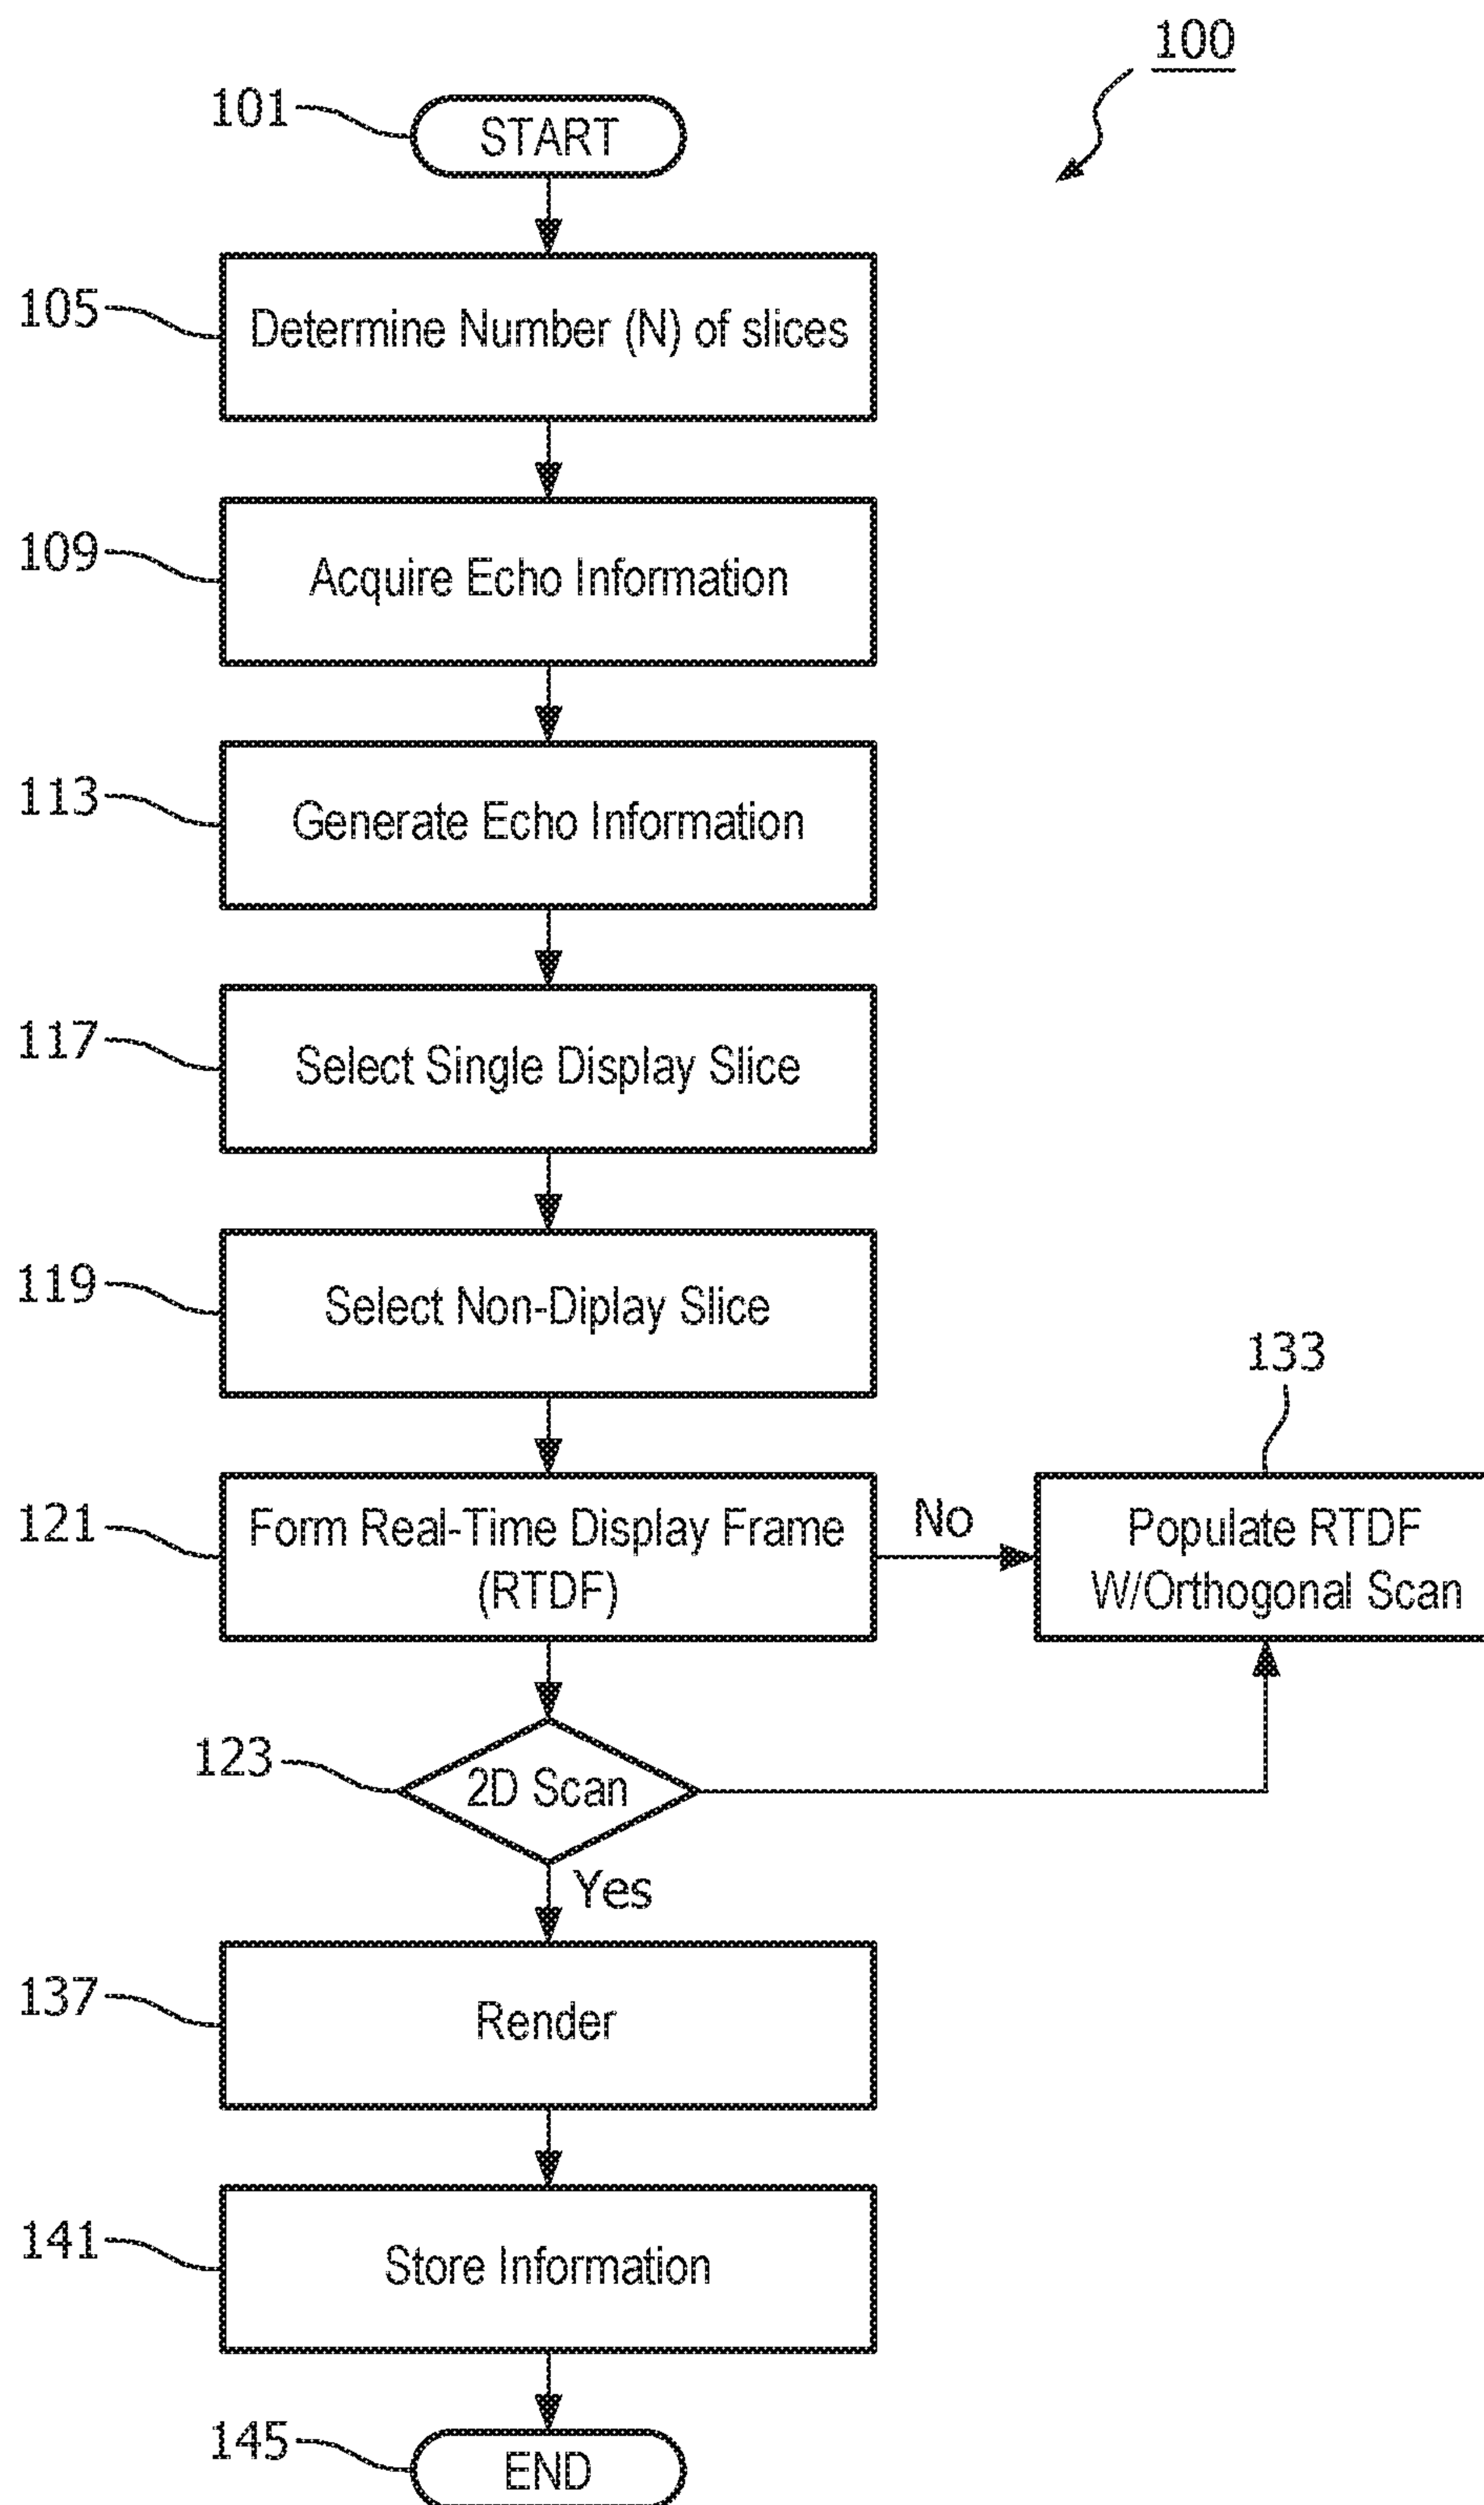 100
101
START
105
Determine Number (N) of slices
109
Acquire Echo Information
113
Generate Echo Information
117
Select Single Display Slice
119
Select Non-Diplay Slice
133
121
Form Real-Time Display Frame
(RTDF)
No
Populate RTDF
W/Orthogonal Scan
123
2D Scan
Yes
137
Render
141
Store Information
145
END